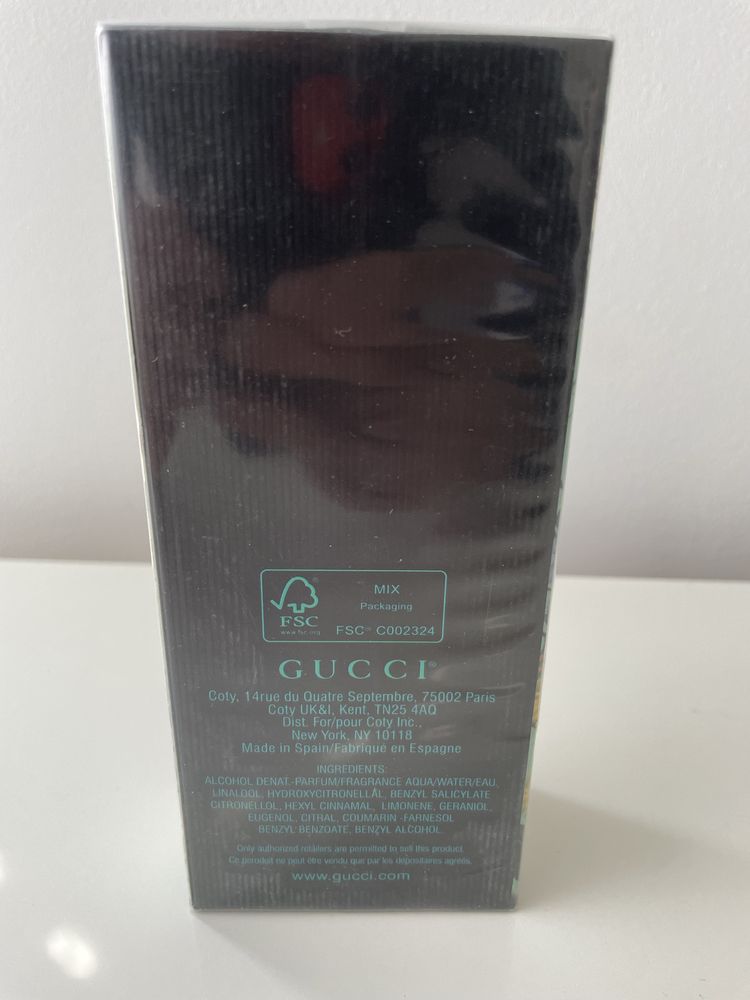 MIX
Packaging
FSC
www.fsc.org
FSC™ C002324
GUCCI®
Coty, 14rue du Quatre Septembre, 75002 Paris
Coty UK&I, Kent, TN25 4AQ
Dist. For/pour Coty Inc.,
New York, NY 10118
Made in Spain/Fabriqué en Espagne
INGREDIENTS:
ALCOHOL DENAT.-PARFUM/FRAGRANCE AQUA/WATER/EAU,
LINALOOL, HYDROXYCITRONELLAL, BENZYL SALICYLATE
CITRONELLOL, HEXYL CINNAMAL, LIMONENE, GERANIOL,
EUGENOL, CITRAL, COUMARIN -FARNESOL
BENZYL BENZOATE, BENZYL ALCOHOL.
Only authorized retailers are permitted to sell this product.
Ce peroduit ne peut être vendu que par les dépositaires agréés.
www.gucci.com